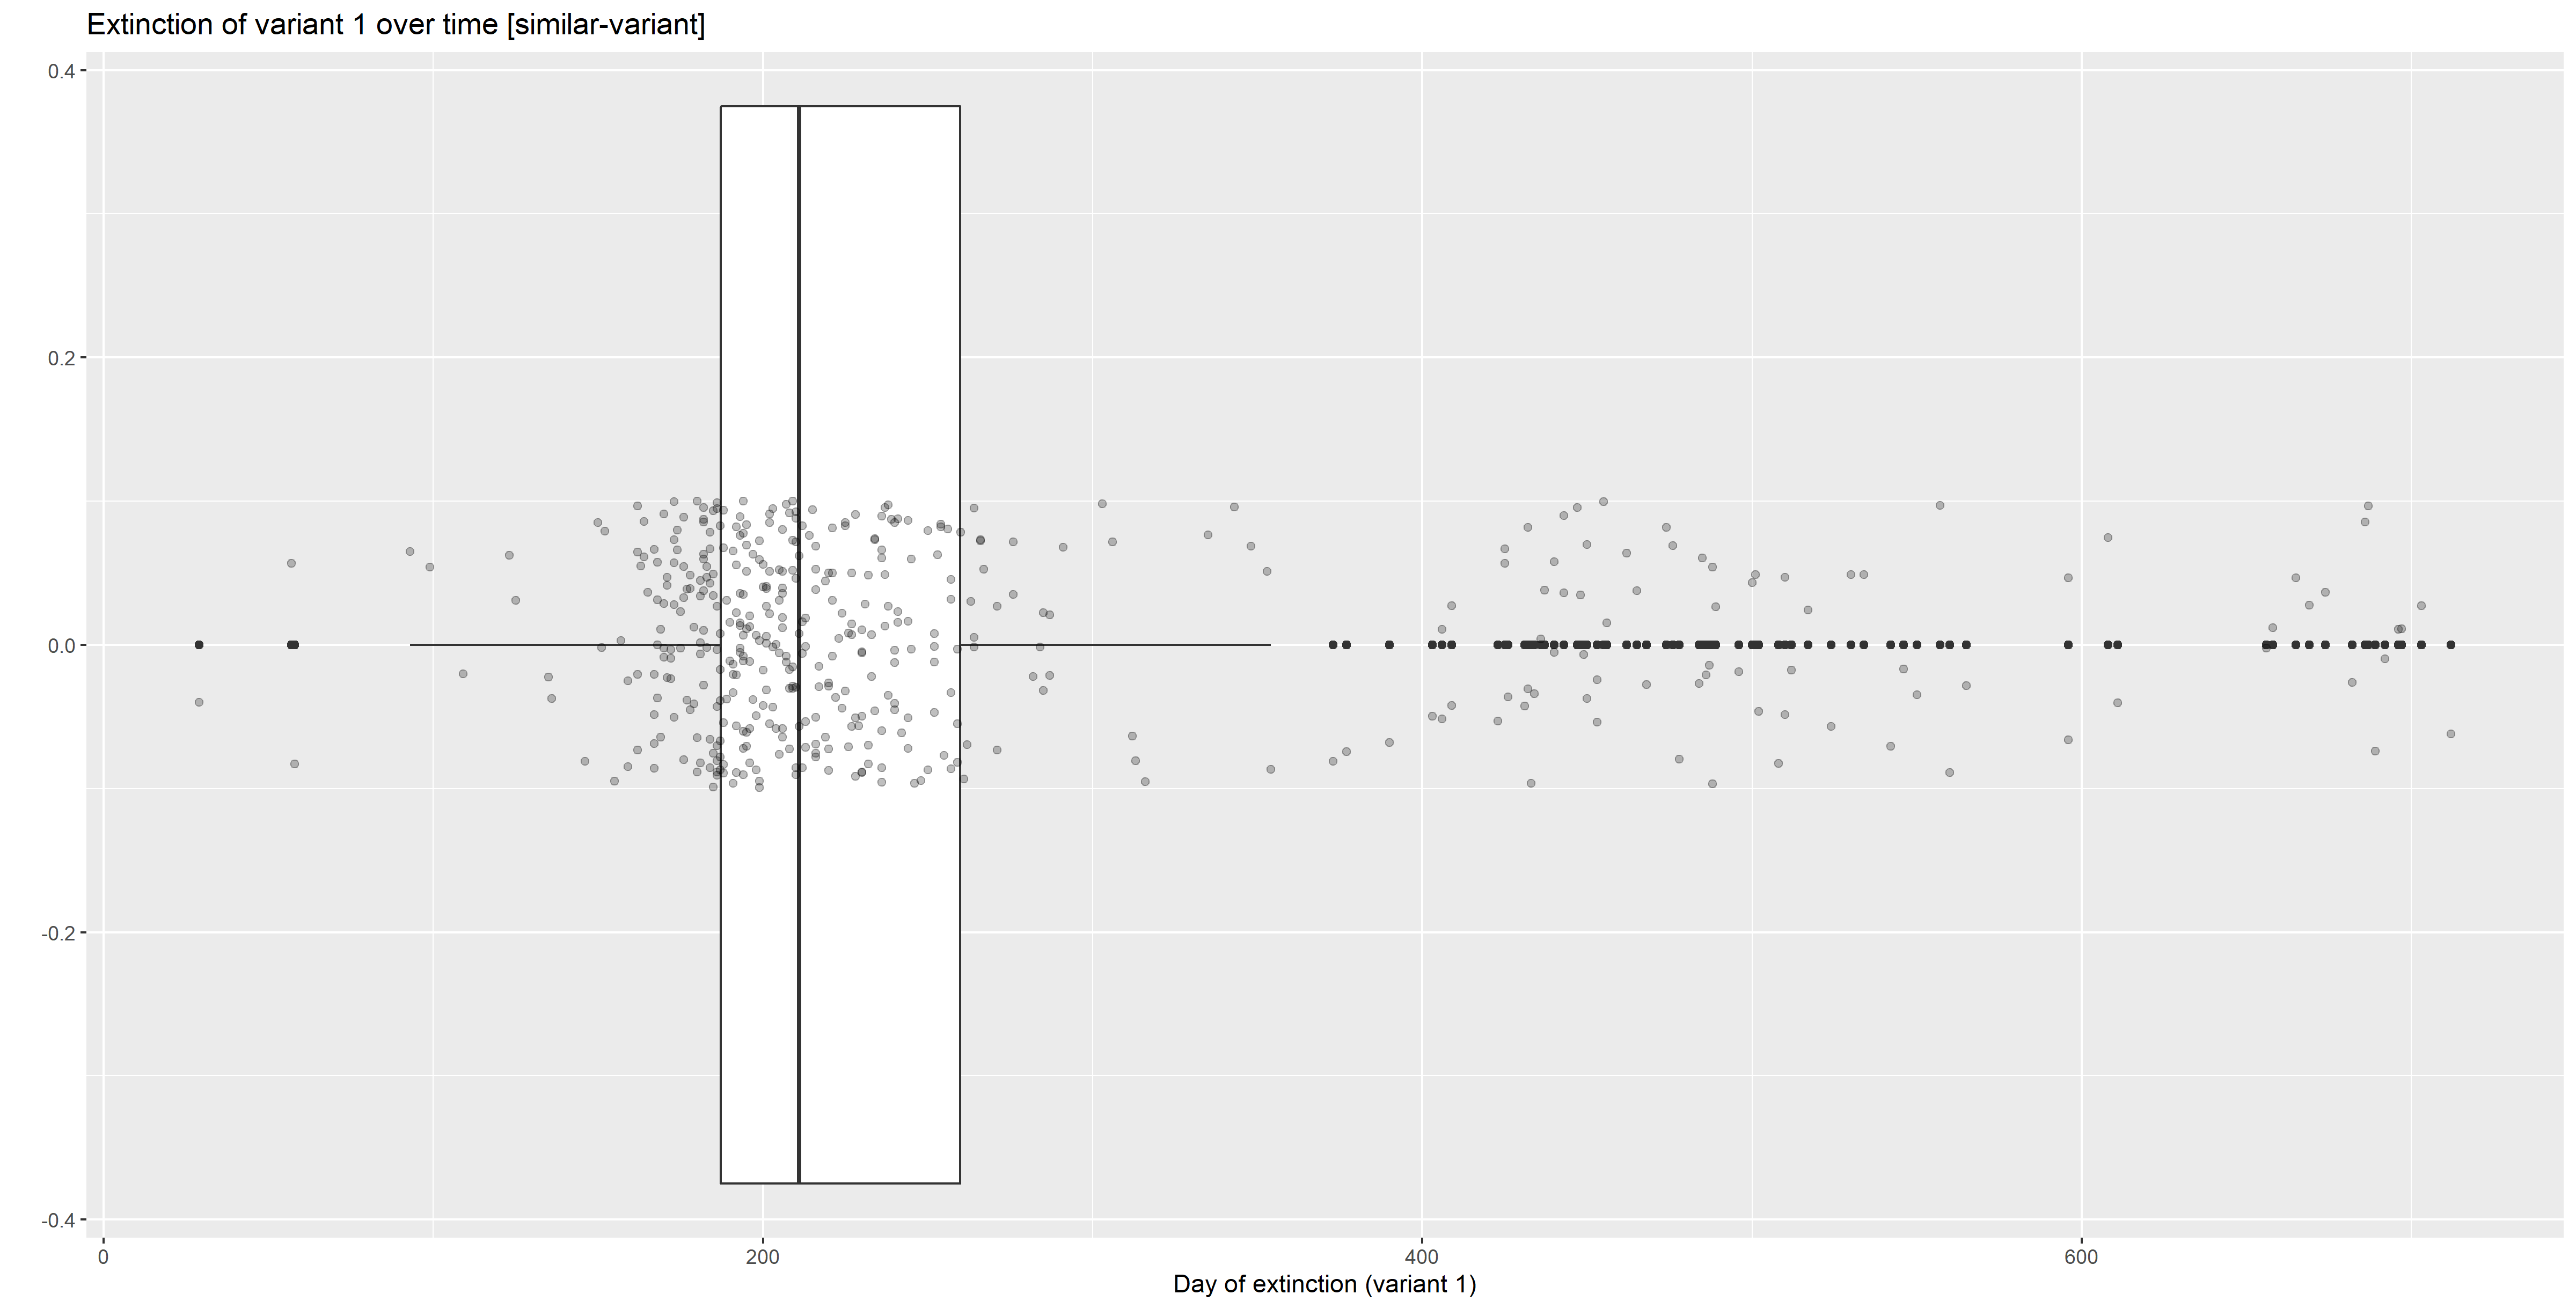 Extinction of variant 1 over time [similar-variant]
0.4
0.2
0.0
-0.2
-0.4
0 200 400 600
Day of extinction (variant 1)